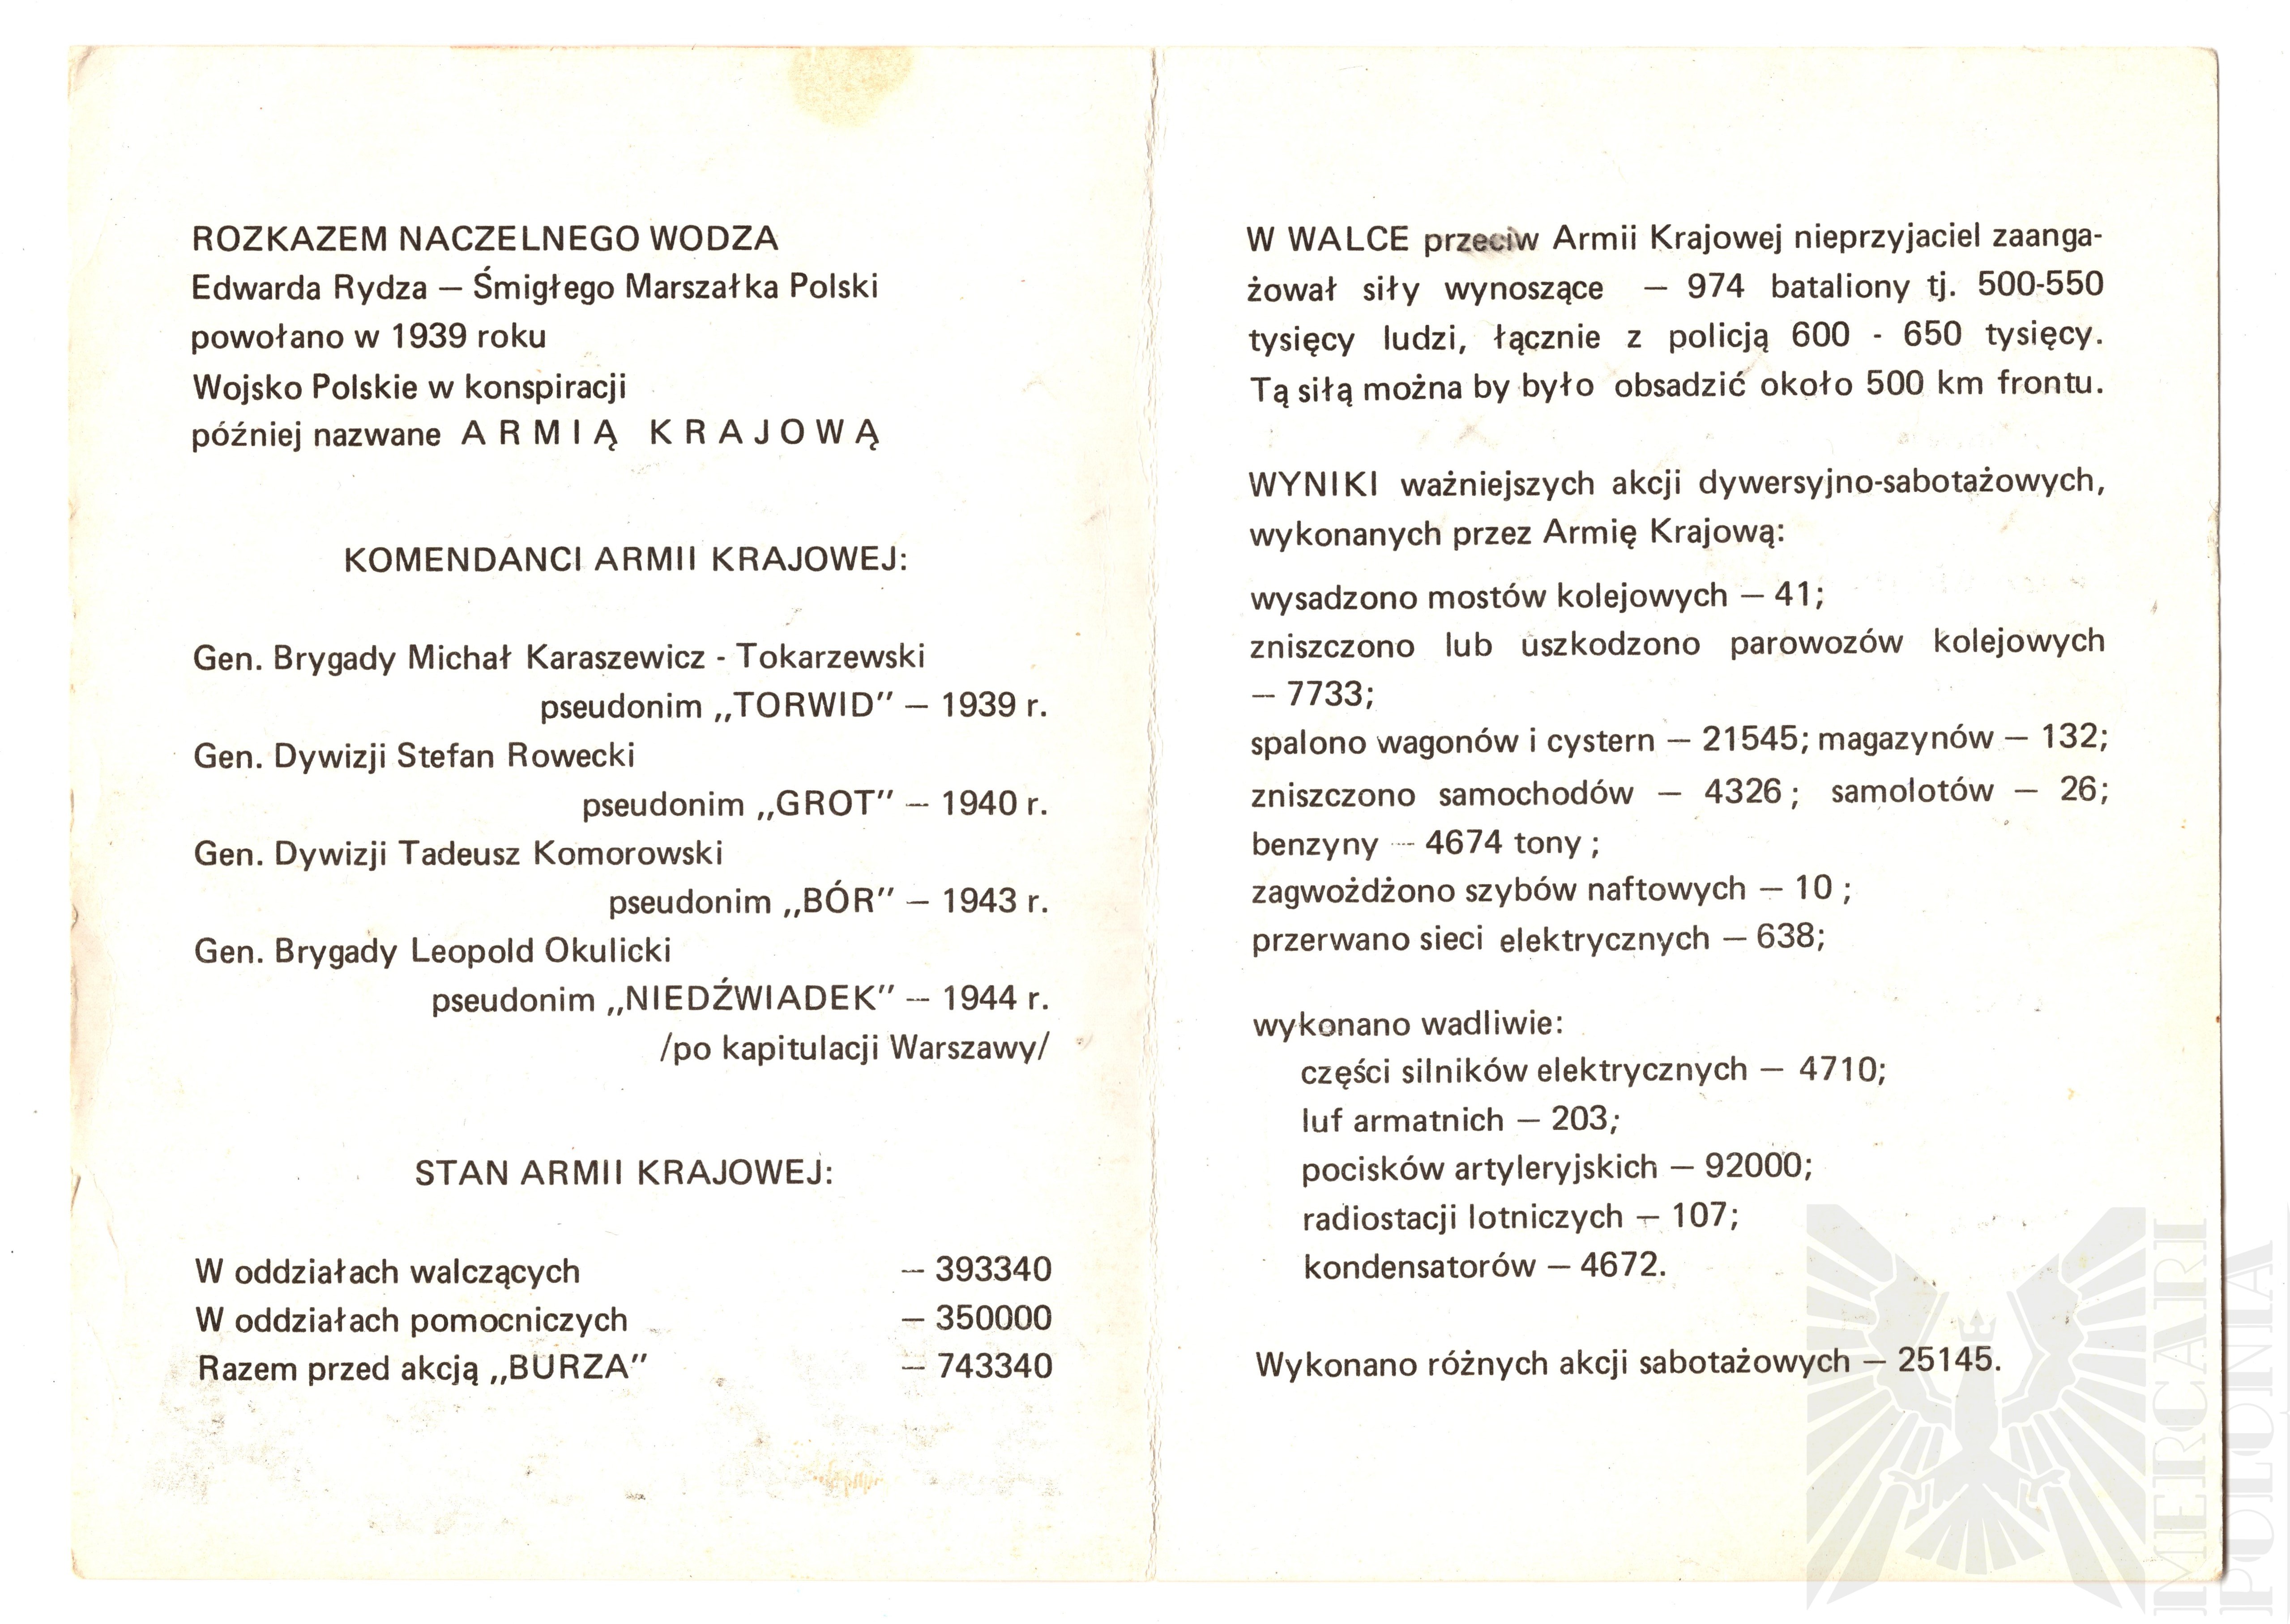 ROZKAZEM NACZELNEGO WODZA
Edwarda Rydza — Śmigłego Marszałka Polski
powołano w 1939 roku
Wojsko Polskie w konspiracji
później nazwane A R M I Ą   K R A J O W Ą
KOMENDANCI ARMII KRAJOWEJ:
Gen. Brygady Michał Karaszewicz - Tokarzewski
pseudonim „TORWID” — 1939 r.
Gen. Dywizji Stefan Rowecki
pseudonim „GROT” — 1940 r.
Gen. Dywizji Tadeusz Komorowski
pseudonim „BÓR” — 1943 r.
Gen. Brygady Leopold Okulicki
pseudonim „NIEDŹWIADEK” — 1944 r.
/po kapitulacji Warszawy/
STAN ARMII KRAJOWEJ:
W oddziałach walczących — 393340
W oddziałach pomocniczych — 350000
Razem przed akcją „BURZA” — 743340
W WALCE przeciw Armii Krajowej nieprzyjaciel zaanga-
żował siły wynoszące — 974 bataliony tj. 500-550
tysięcy ludzi, łącznie z policją 600 - 650 tysięcy.
Tą siłą można by było obsadzić około 500 km frontu.
WYNIKI ważniejszych akcji dywersyjno-sabotażowych,
wykonanych przez Armię Krajową:
wysadzono mostów kolejowych — 41;
zniszczono lub uszkodzono parowozów kolejowych
— 7733;
spalono wagonów i cystern — 21545; magazynów — 132;
zniszczono samochodów — 4326 ; samolotów — 26;
benzyny — 4674 tony ;
zagwożdżono szybów naftowych — 10 ;
przerwano sieci elektrycznych — 638;
wykonano wadliwie:
części silników elektrycznych — 4710;
luf armatnich — 203;
pocisków artyleryjskich — 92000;
radiostacji lotniczych — 107;
kondensatorów — 4672.
Wykonano różnych akcji sabotażowych — 25145.
MERCARI
POLONIA